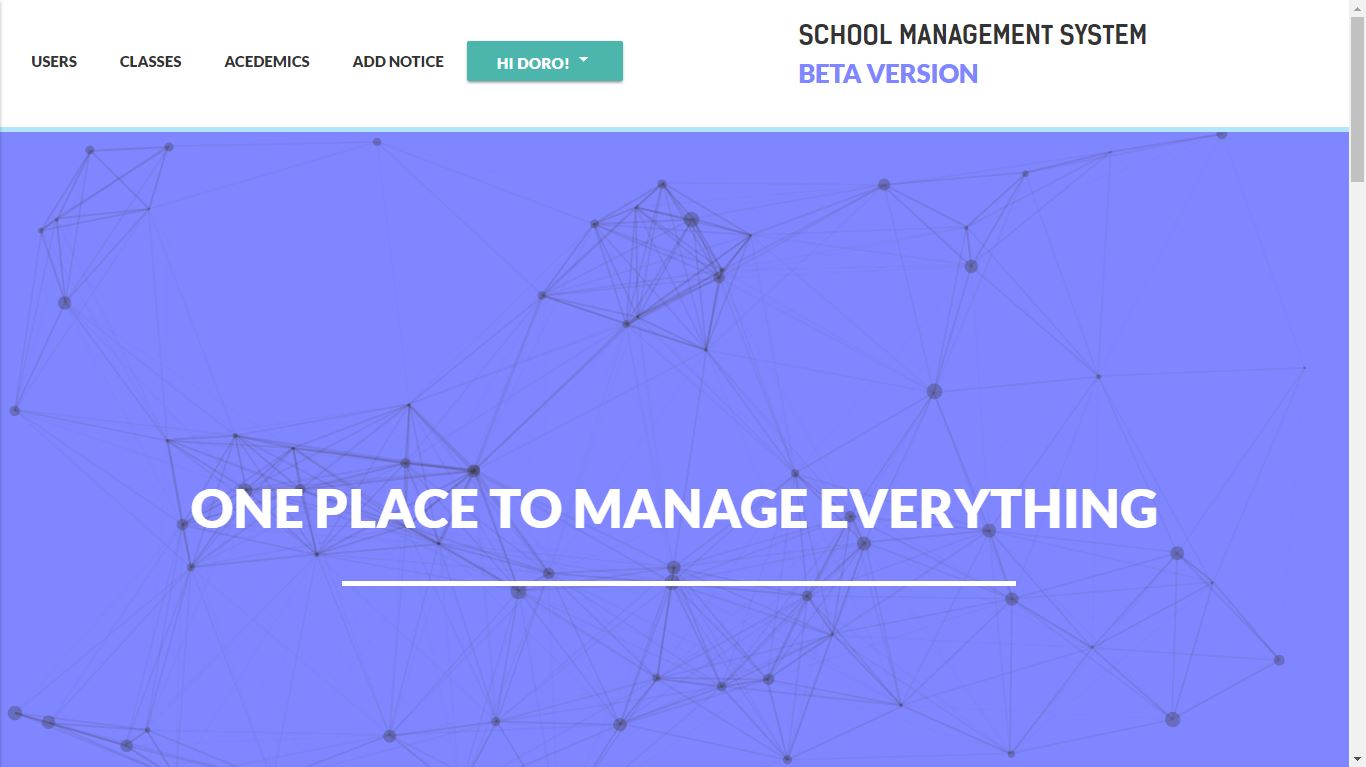 USERS CLASSES ACEDEMICS ADD NOTICE HI DORO!
SCHOOL MANAGEMENT SYSTEM
BETA VERSION
ONE PLACE TO MANAGE EVERYTHING